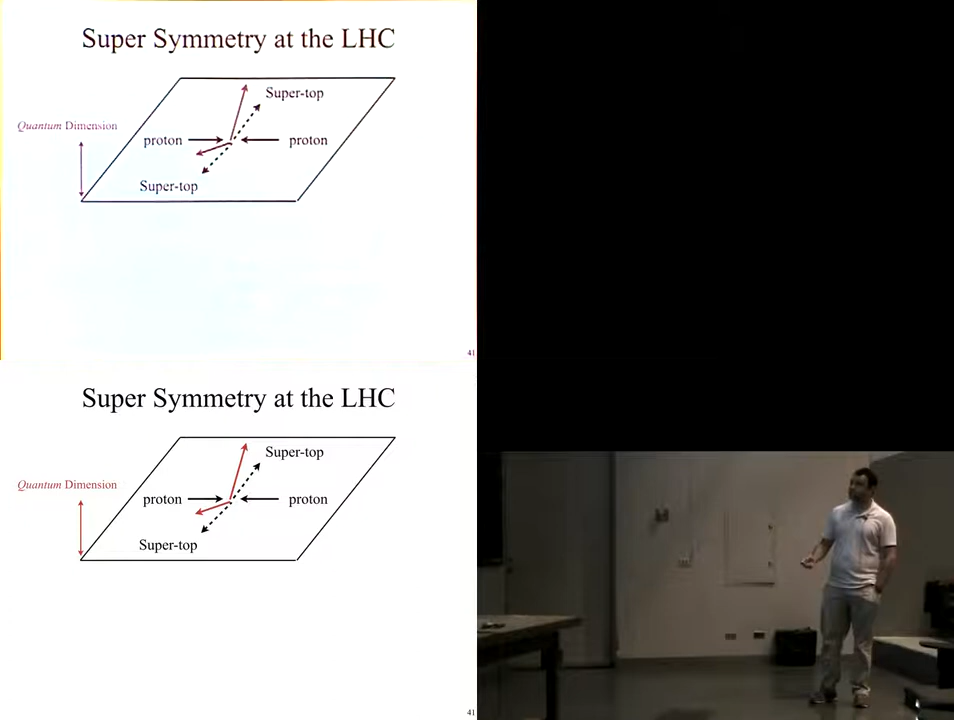 Super Symmetry at the LHC
Super-top
Quantum Dimension
proton
proton
Super-top
41
Super Symmetry at the LHC
Super-top
Quantum Dimension
proton
proton
Super-top
41